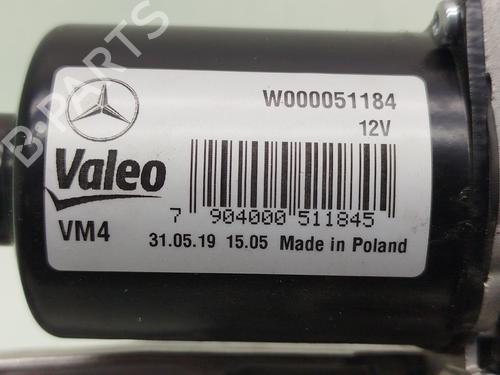 W000051184
12V
Valeo
7 904000 511845
VM4
31.05.19 15.05 Made in Poland
B-PARTS